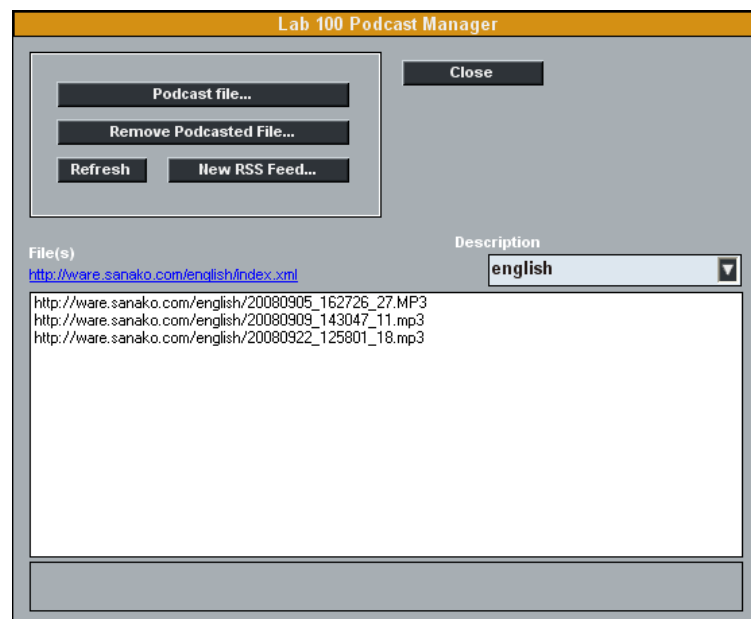 Lab 100 Podcast Manager
Podcast file...
Close
Remove Podcasted File...
Refresh
New RSS Feed...
File(s)
Description
http://ware.sanako.com/english/index.xml
english
http://ware.sanako.com/english/20080905_162726_27.MP3
http://ware.sanako.com/english/20080909_143047_11.mp3
http://ware.sanako.com/english/20080922_125801_18.mp3